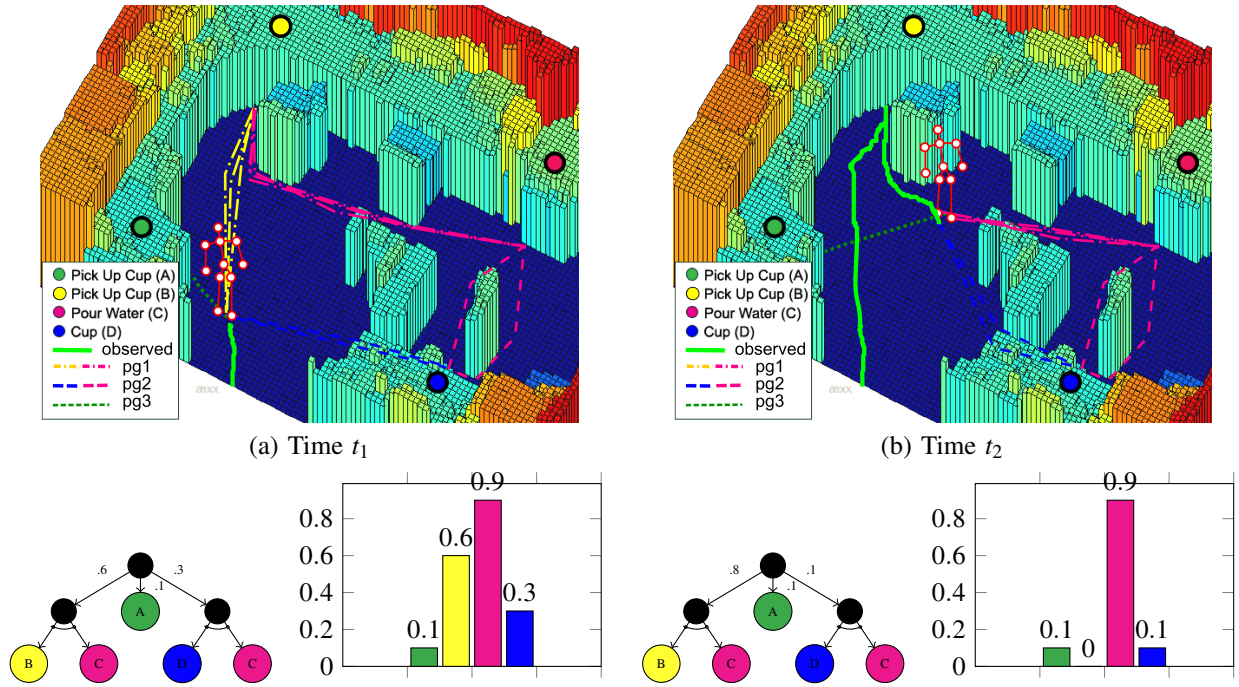 Pick Up Cup (A)
Pick Up Cup (B)
Pour Water (C)
Cup (D)
observed
pg1
pg2
pg3
æxx
(a) Time t1
Pick Up Cup (A)
Pick Up Cup (B)
Pour Water (C)
Cup (D)
observed
pg1
pg2
pg3
æxx
(b) Time t2
.6
.3
.1
A
B
C
D
C
0.8
0.6
0.4
0.2
0
0.1
0.6
0.9
0.3
.8
.1
.1
A
B
C
D
C
0.8
0.6
0.4
0.2
0
0.1
0
0.9
0.1